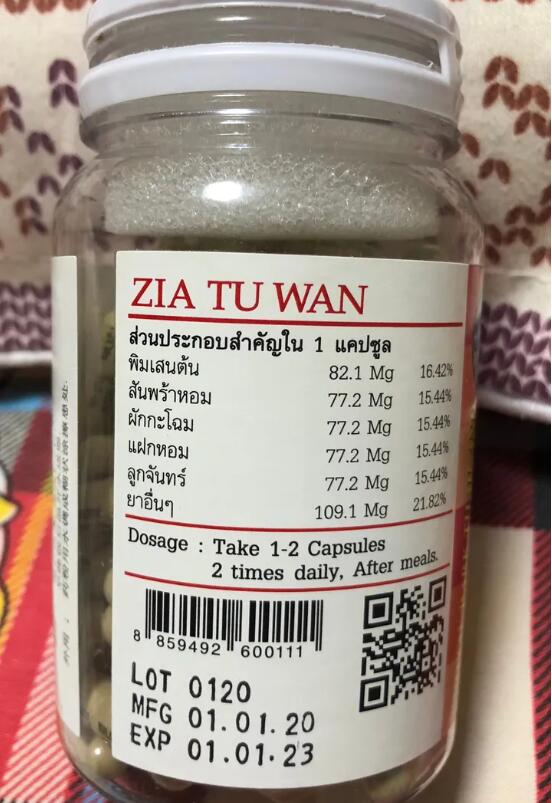 ZIA TU WAN
ส่วนประกอบสำคัญใน 1 แคปซูล
พิมเสนต้น 82.1 Mg 16.42%
สันพร้าหอม 77.2 Mg 15.44%
ผักกะโฉม 77.2 Mg 15.44%
แฝกหอม 77.2 Mg 15.44%
ลูกจันทร์ 77.2 Mg 15.44%
ยาอื่นๆ 109.1 Mg 21.82%
Dosage : Take 1-2 Capsules
2 times daily, After meals.
8 859492 600111
LOT 0120
MFG 01.01.20
EXP 01.01.23